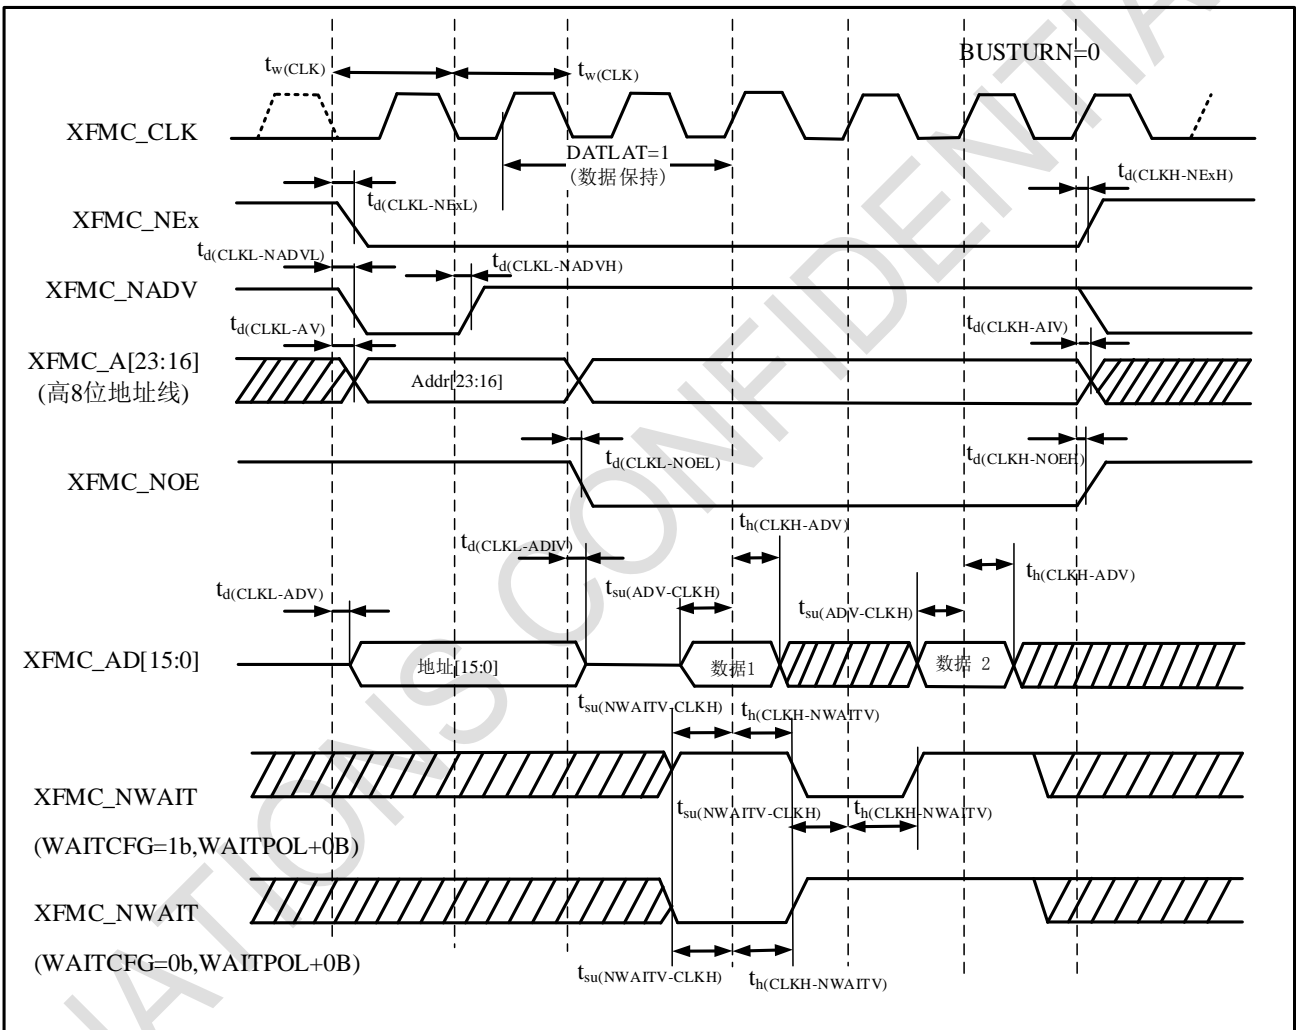 BUSTURN=0
tw(CLK) tw(CLK)
XFMC_CLK
DATLAT=1
(数据保持)
td(CLKL-NExL) td(CLKH-NExH)
XFMC_NEx
td(CLKL-NADVL) td(CLKL-NADVH)
XFMC_NADV
td(CLKL-AV) td(CLKH-AIV)
XFMC_A[23:16]
(高8位地址线)
Addr[23:16]
td(CLKL-NOEL) td(CLKH-NOEH)
XFMC_NOE
th(CLKH-ADV)
td(CLKL-ADIV)
th(CLKH-ADV)
td(CLKL-ADV) tsu(ADV-CLKH) tsu(ADV-CLKH)
XFMC_AD[15:0]
地址[15:0] 数据1 数据 2
tsu(NWAITV-CLKH) th(CLKH-NWAITV)
XFMC_NWAIT
tsu(NWAITV-CLKH) th(CLKH-NWAITV)
(WAITCFG=1b,WAITPOL+0B)
XFMC_NWAIT
(WAITCFG=0b,WAITPOL+0B)
tsu(NWAITV-CLKH) th(CLKH-NWAITV)
NATIONS CONFIDENTIA